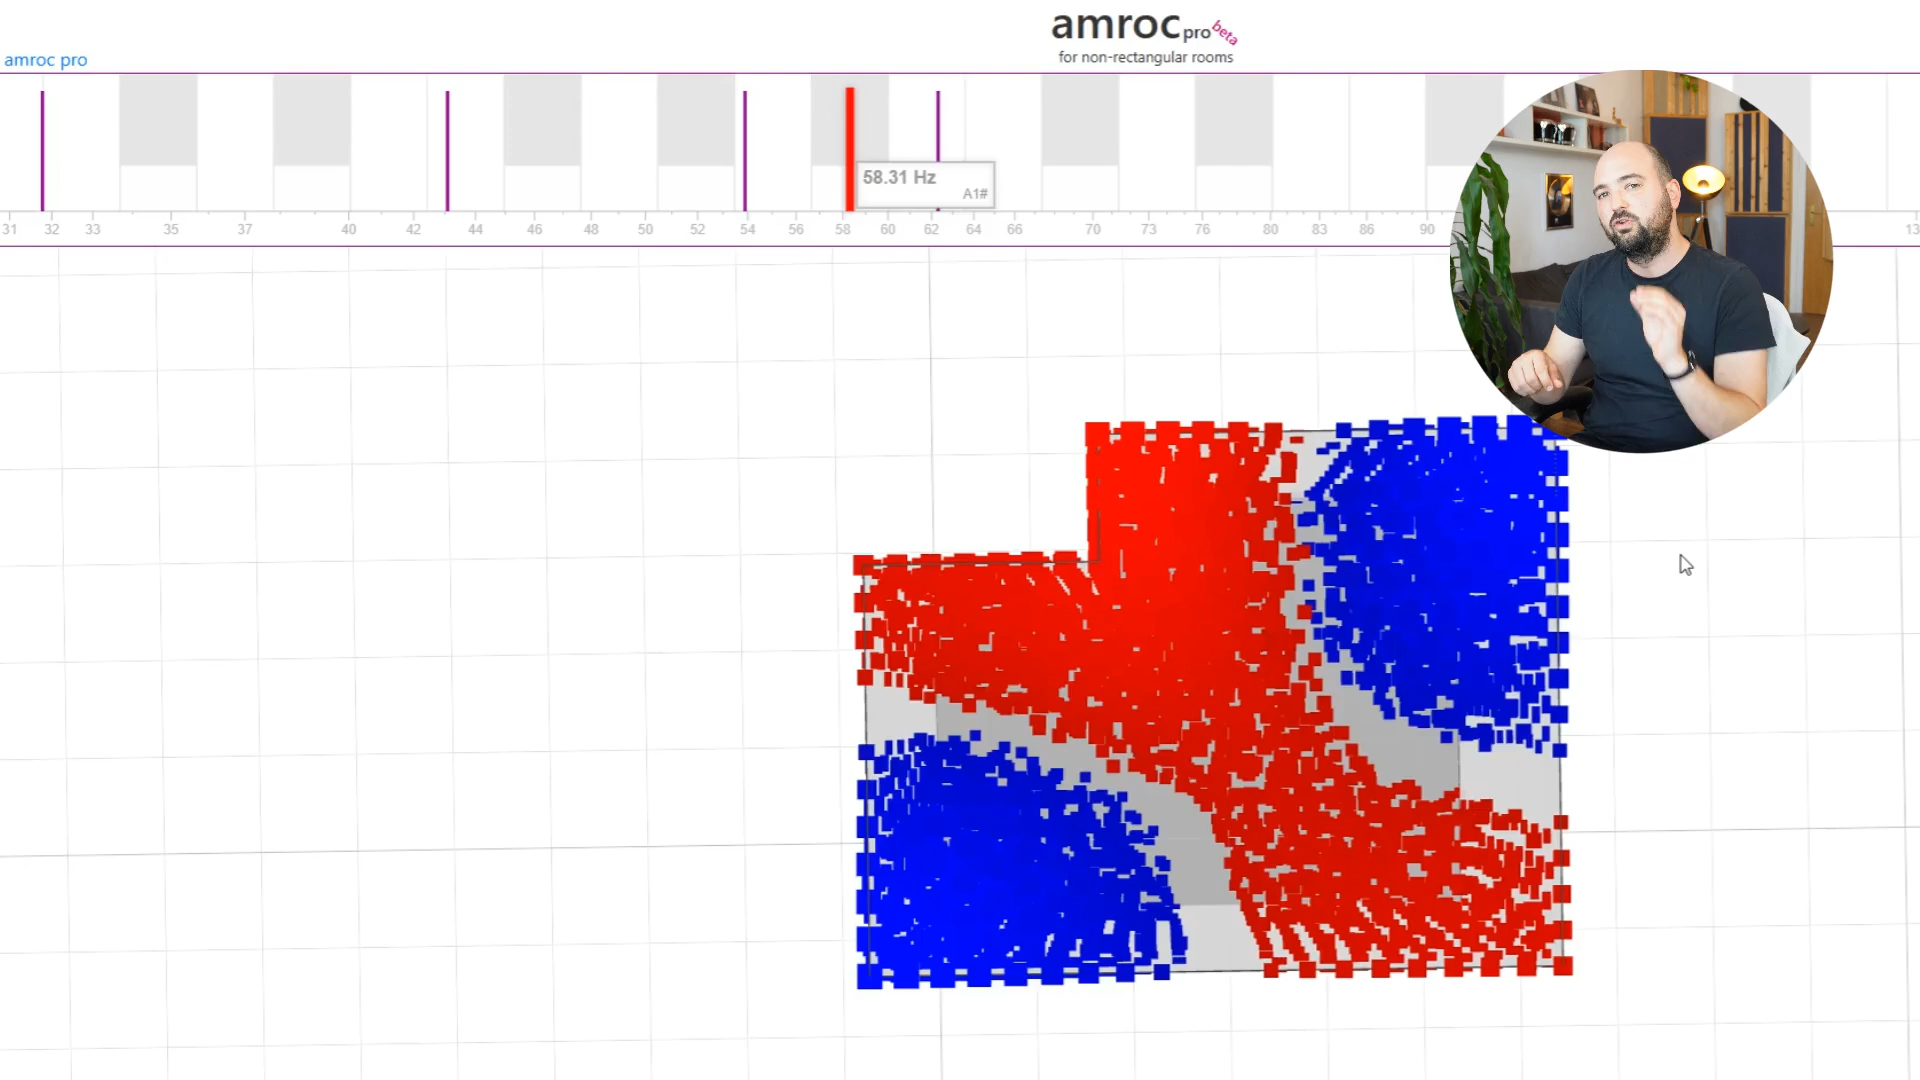 amroc pro beta
for non-rectangular rooms
amroc pro
58.31 Hz
A1#
31 32 33 35 37 40 42 44 46 48 50 52 54 56 58 60 62 64 66 70 73 76 80 83 86 90 13